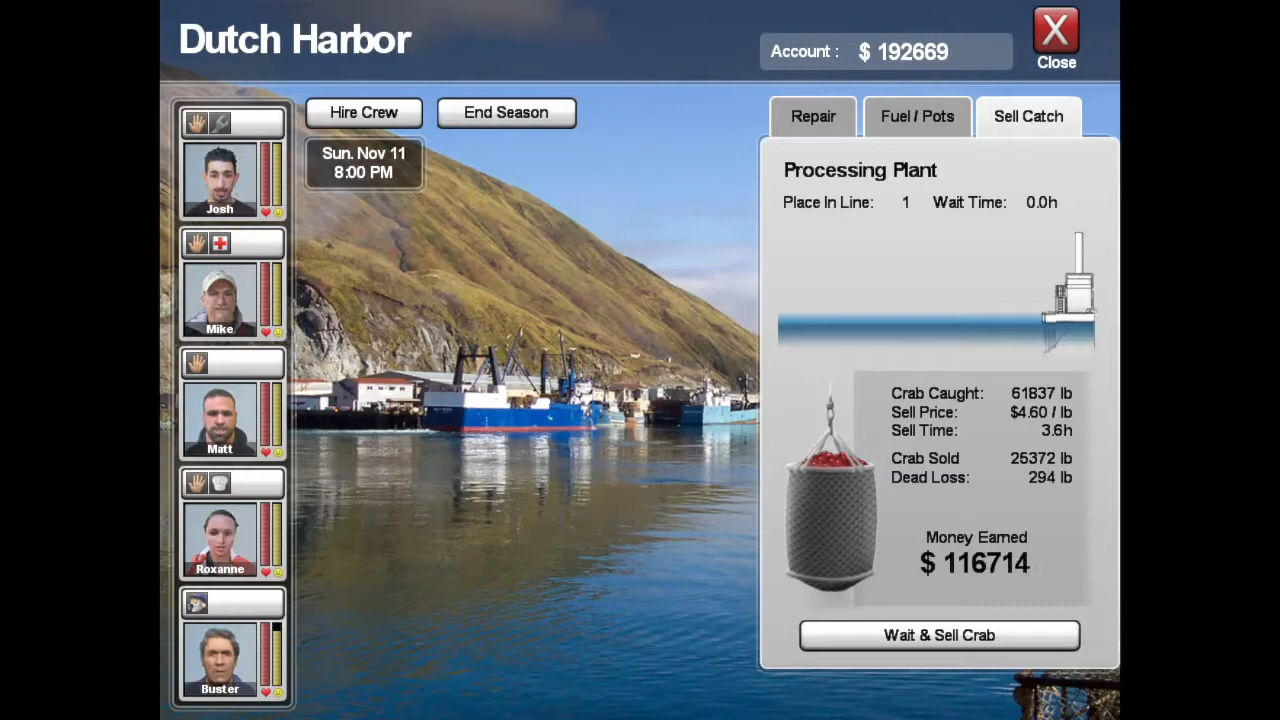 Dutch Harbor
Account : $ 192669
X
Close
Hire Crew
End Season
Sun. Nov 11
8:00 PM
Josh
Mike
Matt
Roxanne
Buster
Repair
Fuel / Pots
Sell Catch
Processing Plant
Place In Line: 1 Wait Time: 0.0h
Crab Caught: 61837 lb
Sell Price: $4.60 / lb
Sell Time: 3.6h
Crab Sold 25372 lb
Dead Loss: 294 lb
Money Earned
$ 116714
Wait & Sell Crab